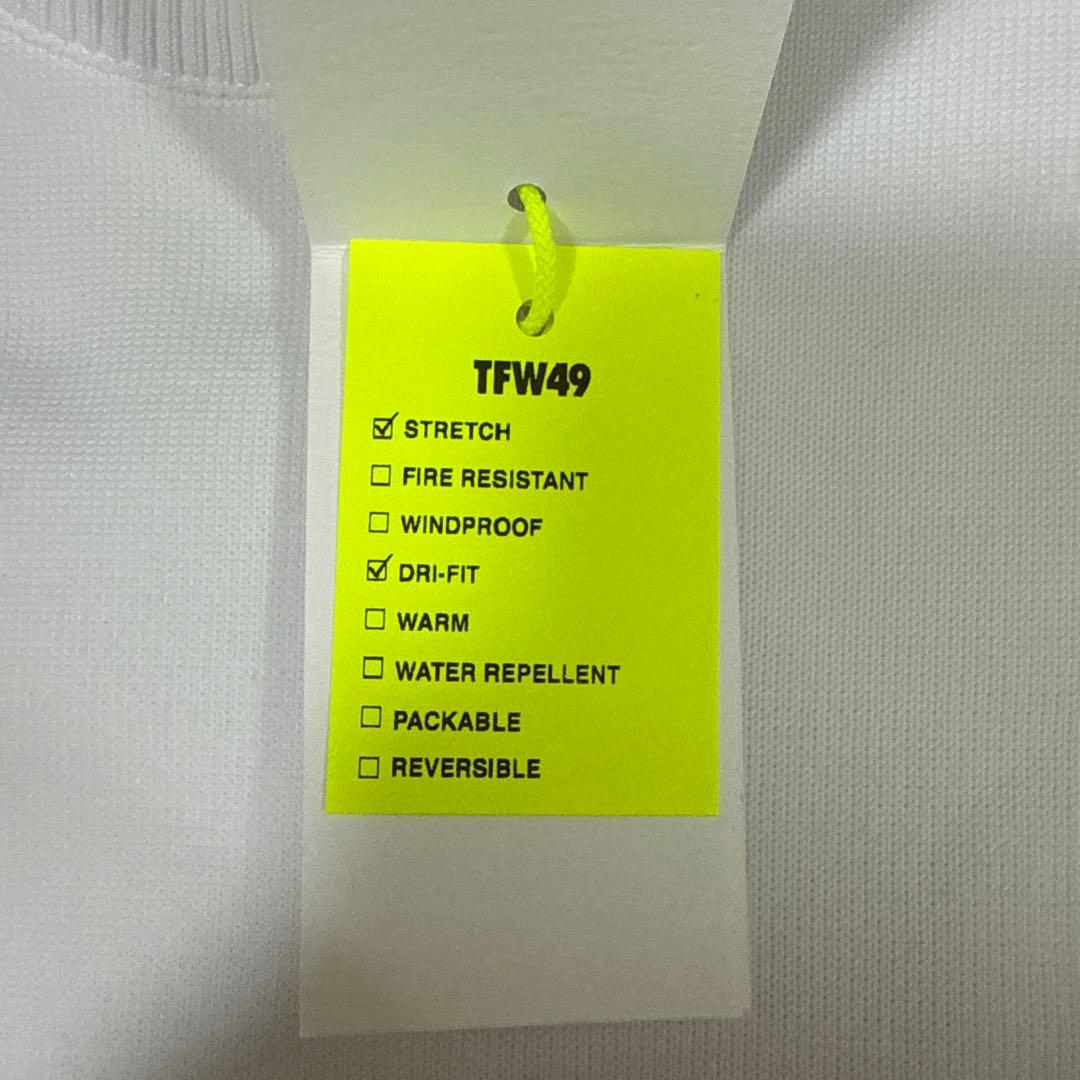 TFW49
☑ STRETCH
☐ FIRE RESISTANT
☐ WINDPROOF
☑ DRI-FIT
☐ WARM
☐ WATER REPELLENT
☐ PACKABLE
☐ REVERSIBLE